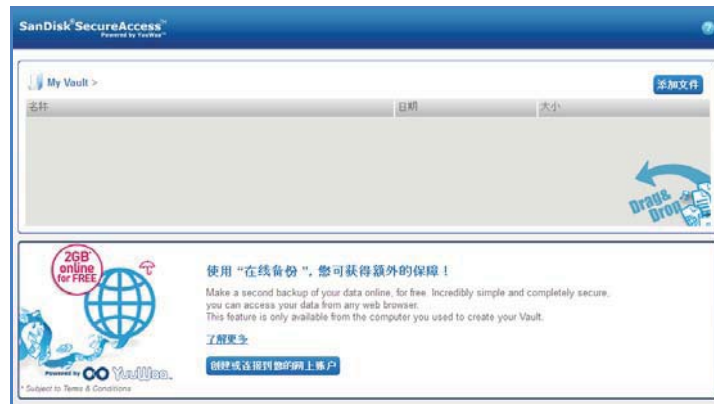 SanDisk® SecureAccess™
Powered by YuuWaa™
?
My Vault >
添加文件
名称
日期
大小
Drag&
Drop
2GB*
online
for FREE
使用 “在线备份 ”, 您可获得额外的保障！
Make a second backup of your data online, for free. Incredibly simple and completely secure,
you can access your data from any web browser.
This feature is only available from the computer you used to create your Vault.
了解更多
创建或连接到您的网上账户
Powered by YuuWaa.
* Subject to Terms & Conditions